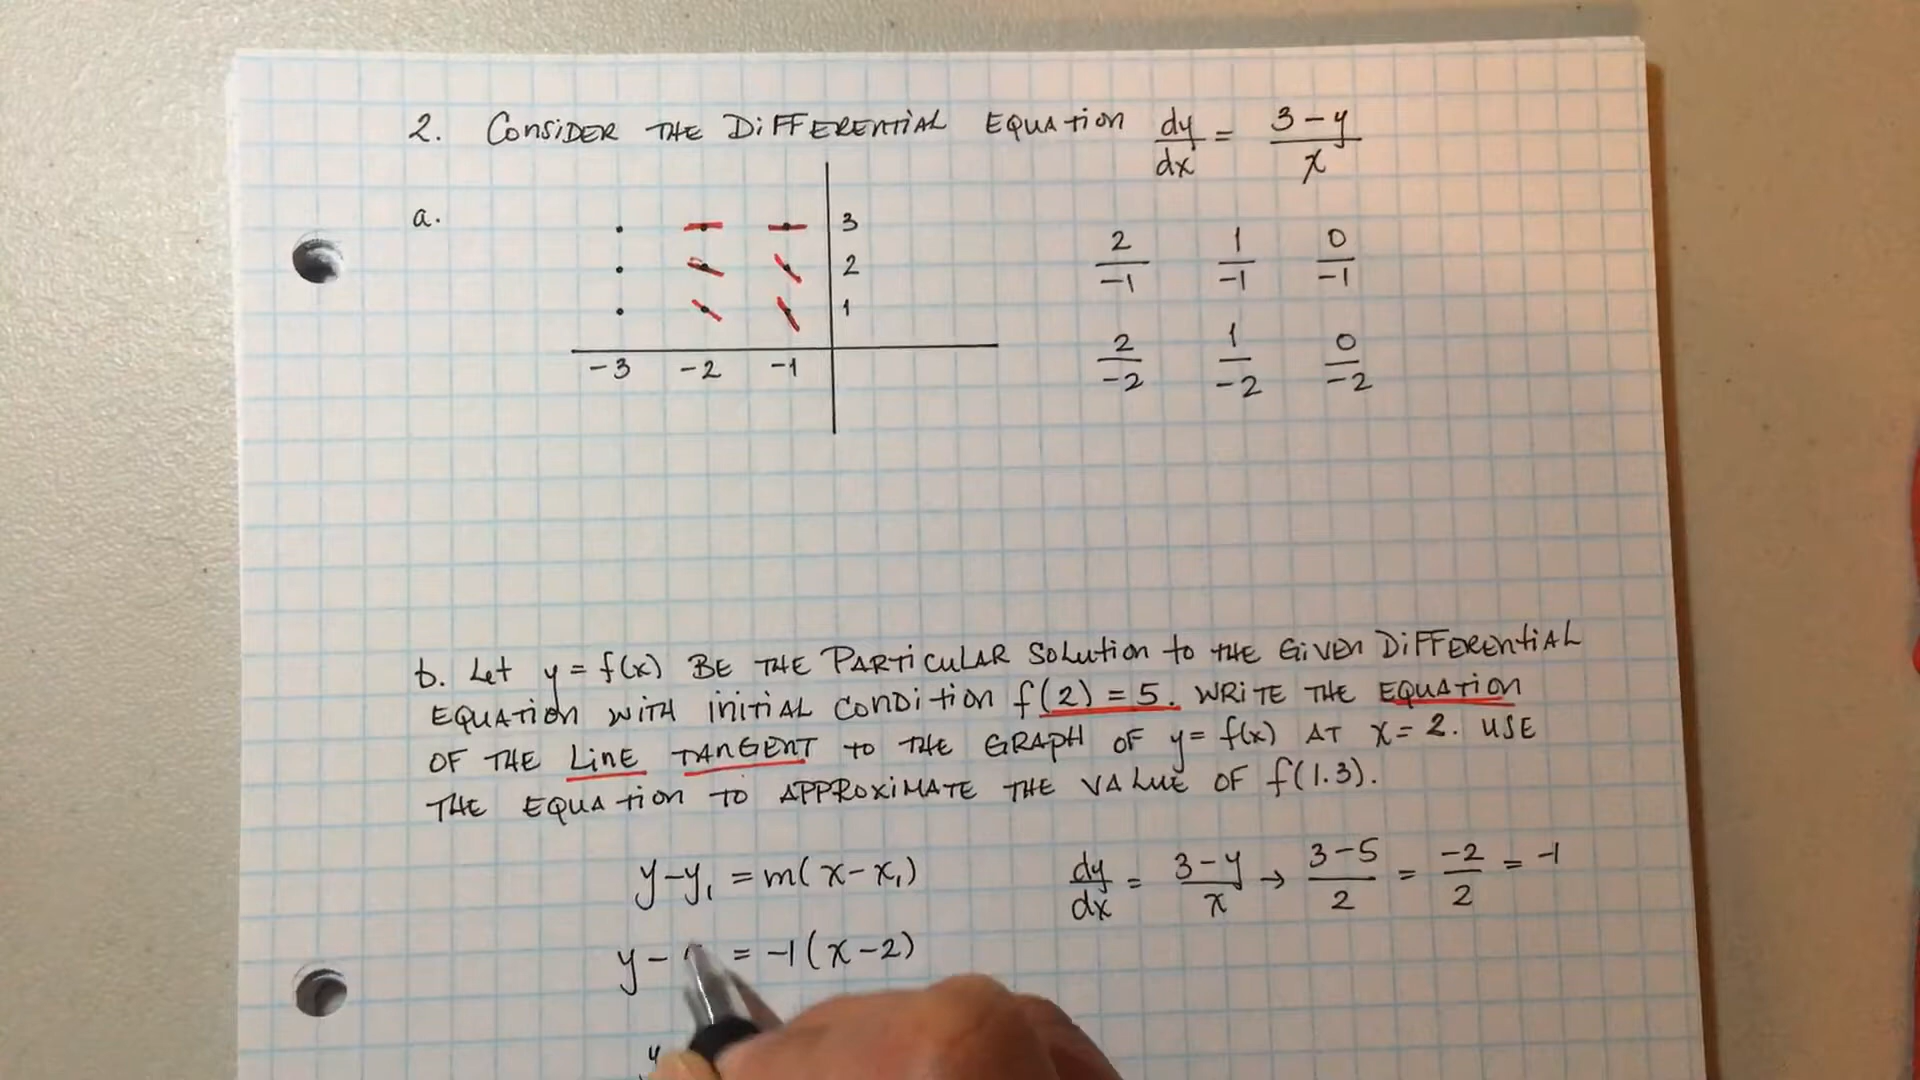 2. CONSIDER THE DIFFERENTIAL EQUATION dy/dx = 3-y/x
a.
3
2
1
-3 -2 -1
2/-1 1/-1 0/-1
2/-2 1/-2 0/-2
b. Let y = f(x) BE THE PARTICULAR SOLUTION TO THE GIVEN DIFFERENTIAL
EQUATION WITH INITIAL CONDITION f(2) = 5. WRITE THE EQUATION
OF THE LINE TANGENT TO THE GRAPH OF y = f(x) AT x = 2. USE
THE EQUATION TO APPROXIMATE THE VALUE OF f(1.3).
y-y₁ = m(x-x₁)
dy/dx = 3-y/x → 3-5/2 = -2/2 = -1
y- = -1(x-2)
y